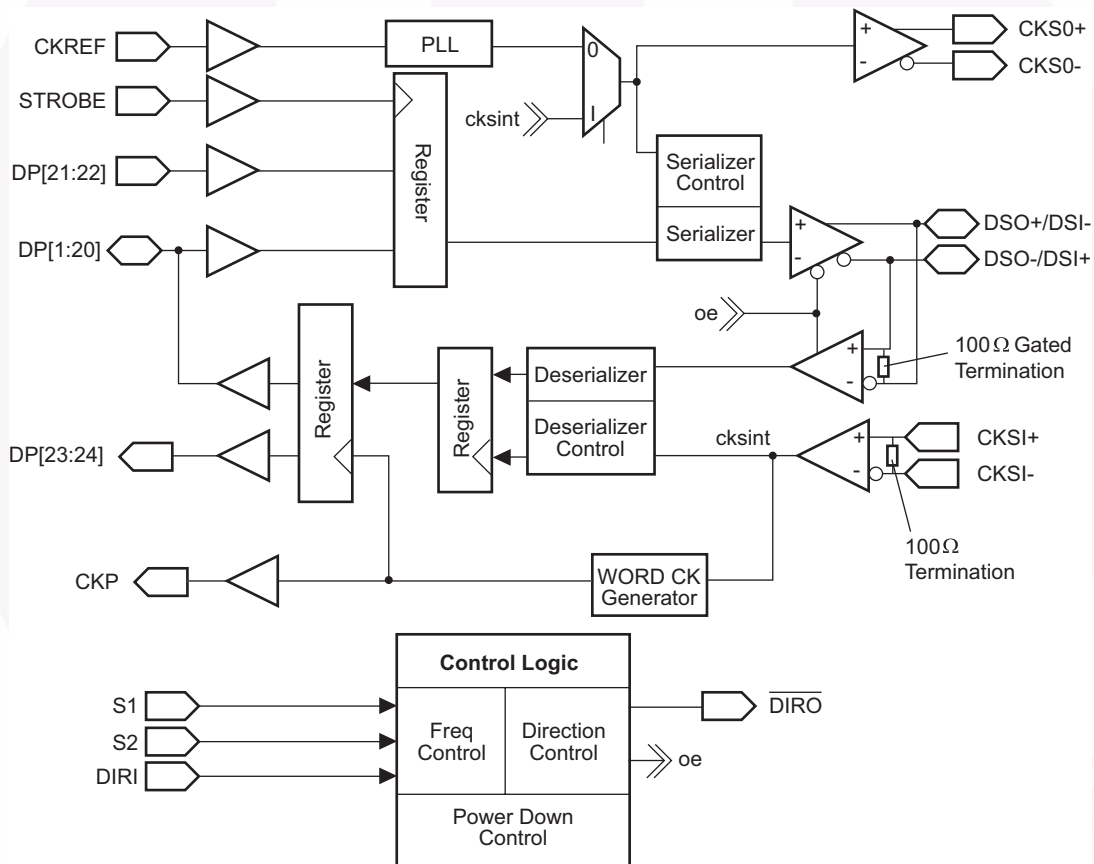 CKREF
PLL
0
+
-
CKS0+
CKS0-
STROBE
cksint
I
DP[21:22]
Register
Serializer
Control
Serializer
DP[1:20]
+
-
DSO+/DSI-
DSO-/DSI+
oe
+
-
100Ω Gated
Termination
Register
Register
Deserializer
Deserializer
Control
cksint
+
-
CKSI+
CKSI-
DP[23:24]
100Ω
Termination
CKP
WORD CK
Generator
Control Logic
S1
S2
DIRI
Freq
Control
Direction
Control
DIRO
oe
Power Down
Control